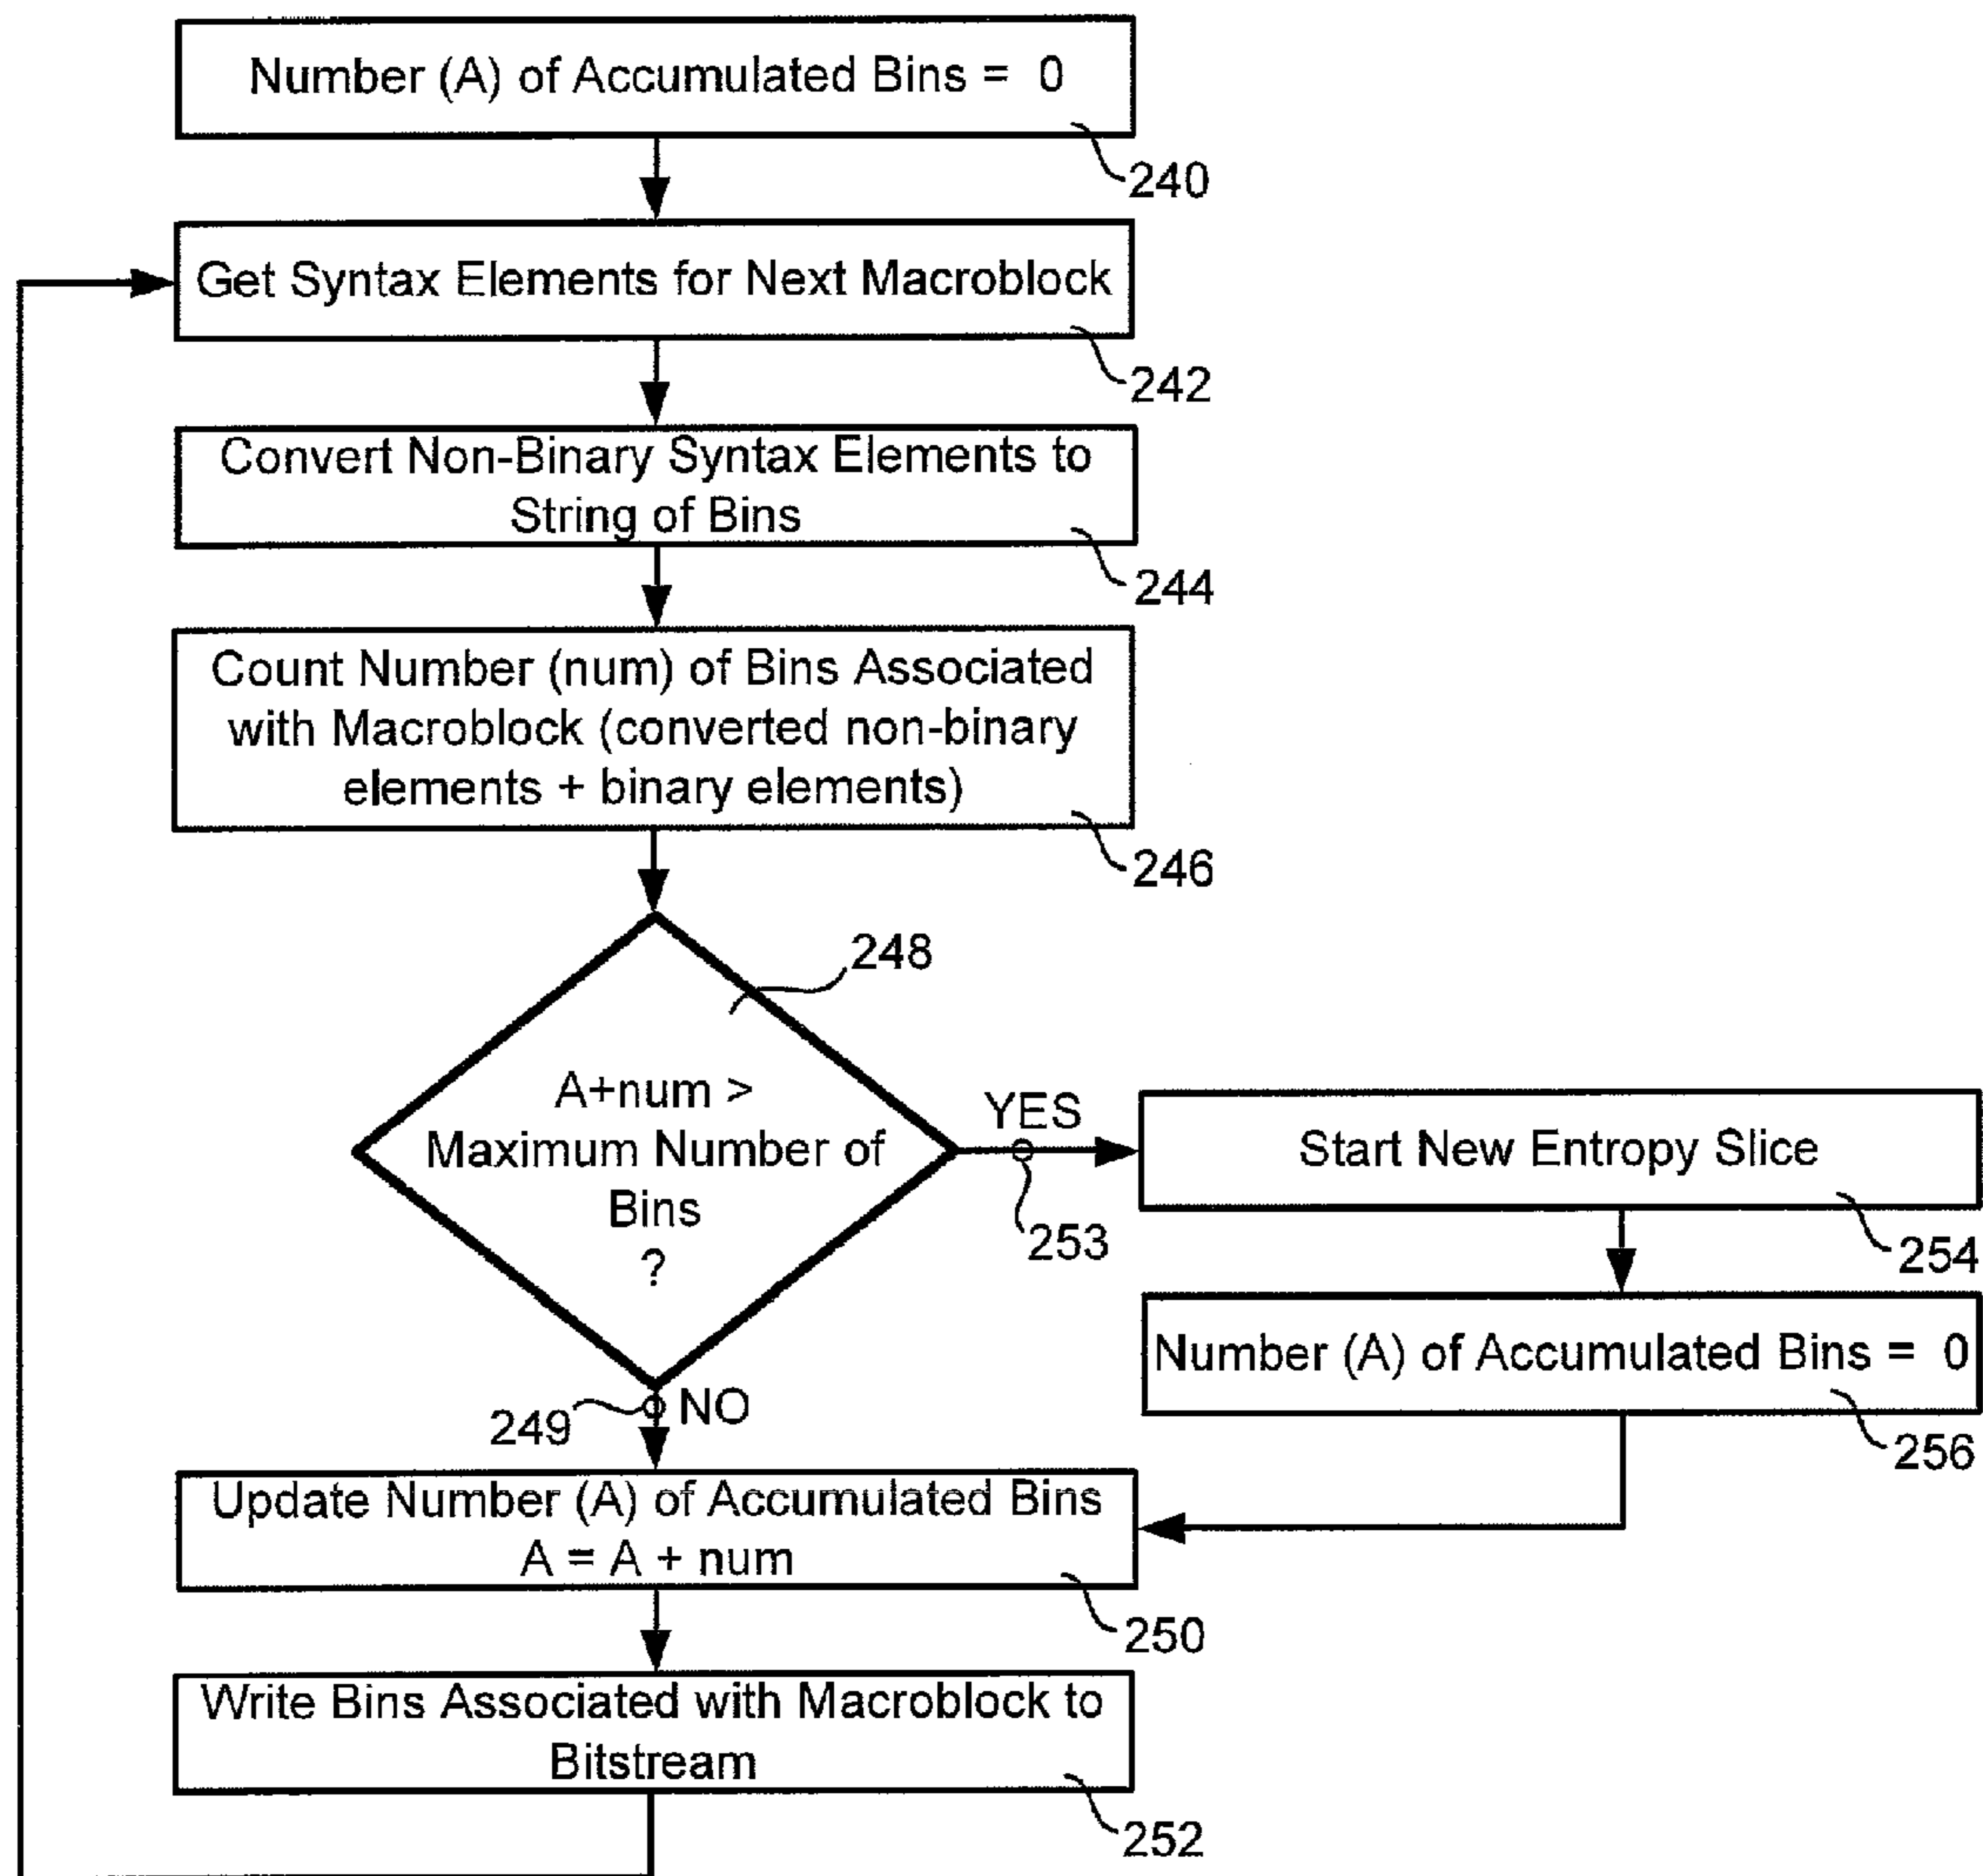 Number (A) of Accumulated Bins = 0
240
Get Syntax Elements for Next Macroblock
242
Convert Non-Binary Syntax Elements to
String of Bins
244
Count Number (num) of Bins Associated
with Macroblock (converted non-binary
elements + binary elements)
246
248
A+num >
Maximum Number of
Bins
?
YES
253
Start New Entropy Slice
254
Number (A) of Accumulated Bins = 0
256
249
NO
Update Number (A) of Accumulated Bins
A = A + num
250
Write Bins Associated with Macroblock to
Bitstream
252